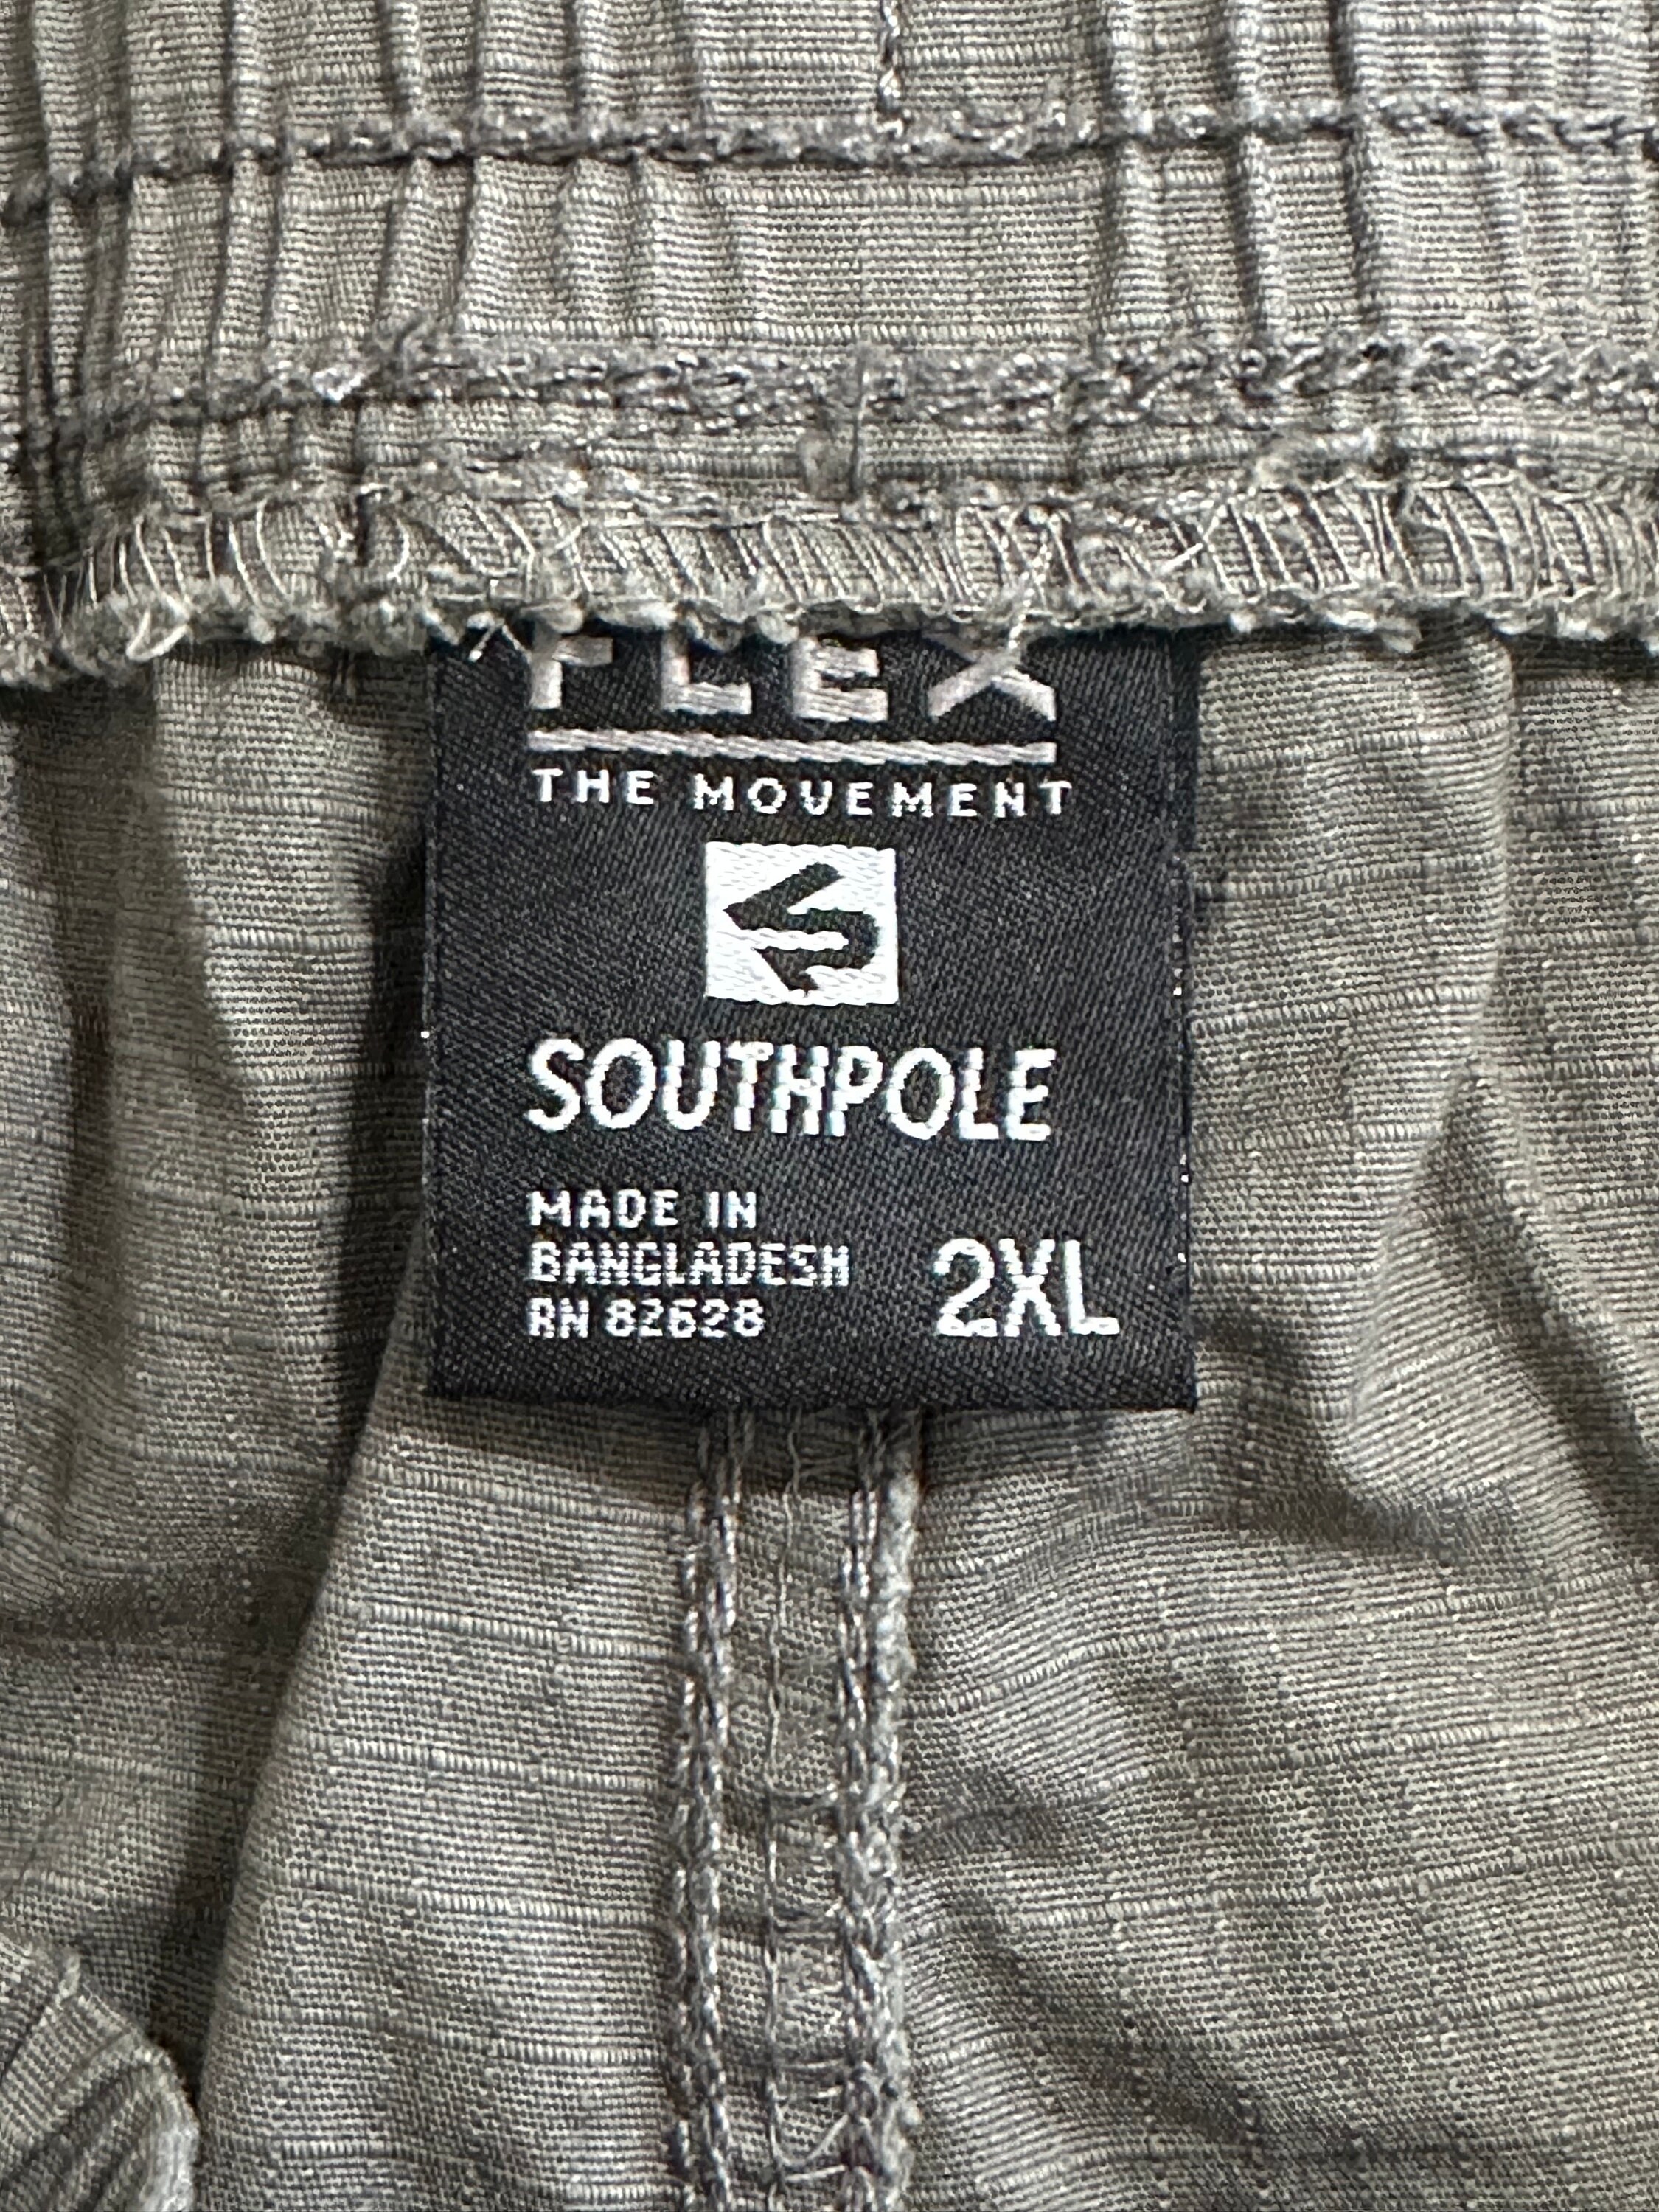 FLEX
THE MOVEMENT
SOUTHPOLE
MADE IN
BANGLADESH
RN 82628
2XL